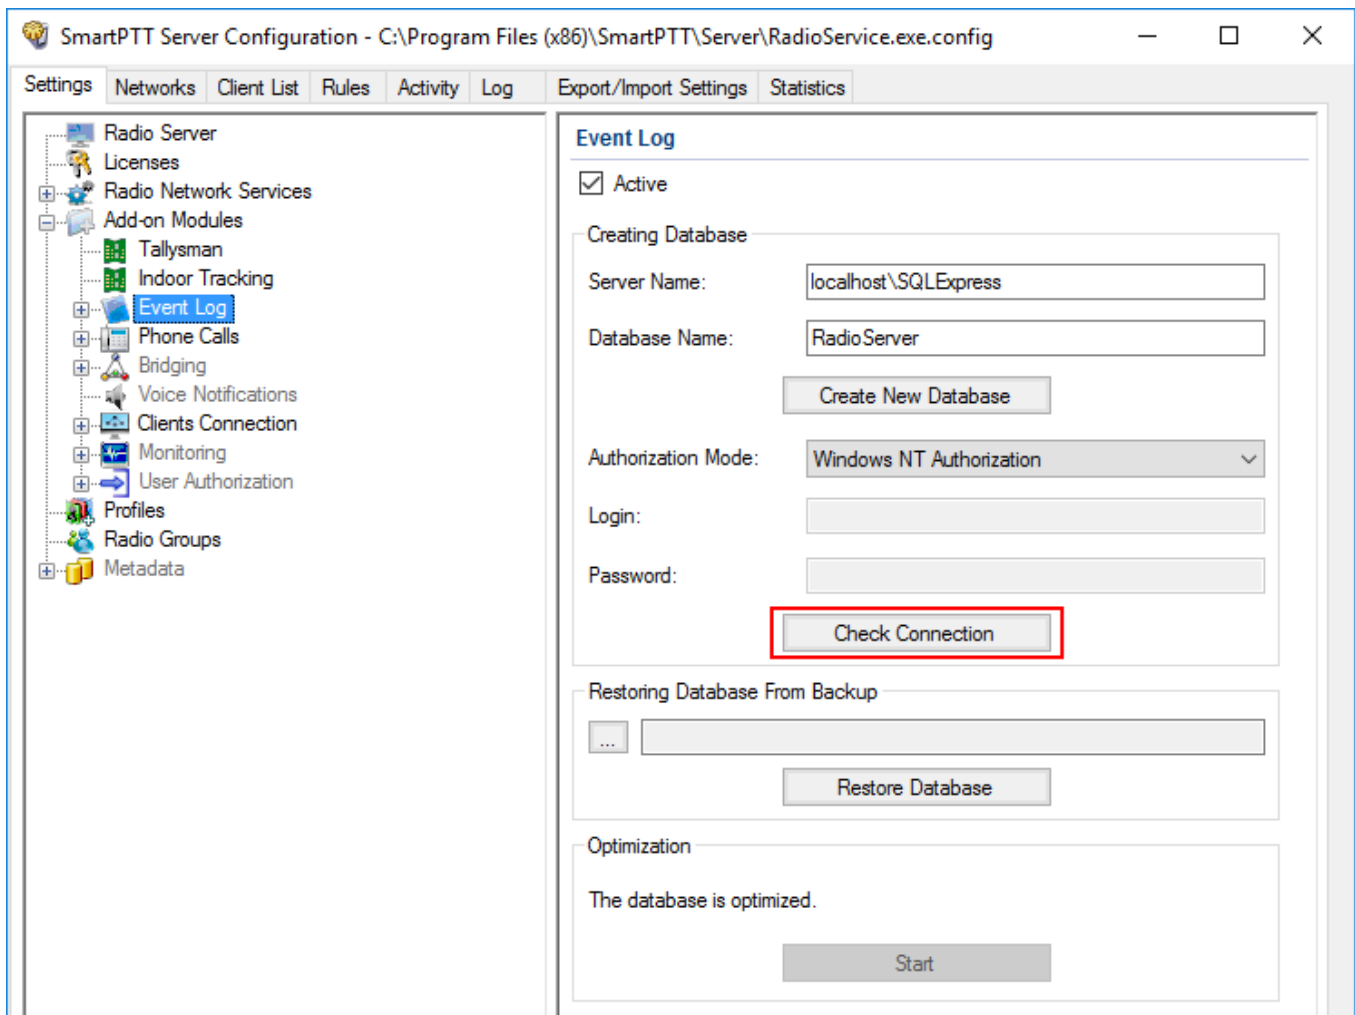 SmartPTT Server Configuration - C:\Program Files (x86)\SmartPTT\Server\RadioService.exe.config
Settings Networks Client List Rules Activity Log Export/Import Settings Statistics
Radio Server
Licenses
Radio Network Services
Add-on Modules
Tallysman
Indoor Tracking
Event Log
Phone Calls
Bridging
Voice Notifications
Clients Connection
Monitoring
User Authorization
Profiles
Radio Groups
Metadata
Event Log
Active
Creating Database
Server Name: localhost\SQLExpress
Database Name: RadioServer
Create New Database
Authorization Mode: Windows NT Authorization
Login:
Password:
Check Connection
Restoring Database From Backup
...
Restore Database
Optimization
The database is optimized.
Start